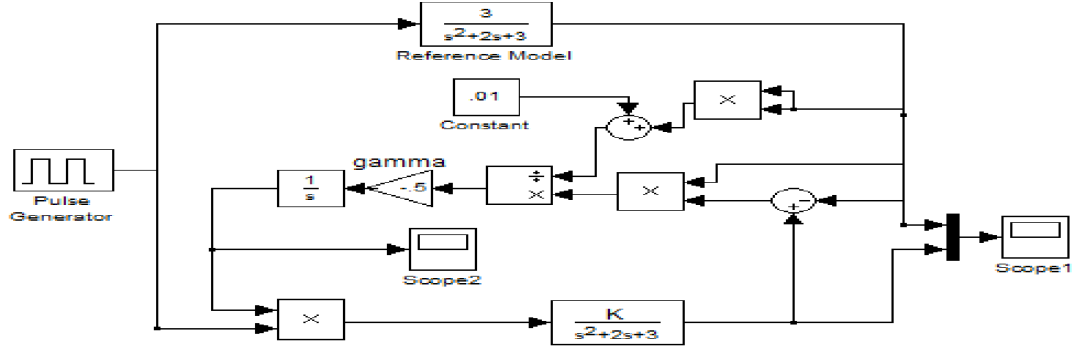 3
s²+2s+3
Reference Model
.01
Constant
×
+
+
gamma
Pulse
Generator
1
s
-.5
÷
×
×
-
+
Scope2
Scope1
×
K
s²+2s+3